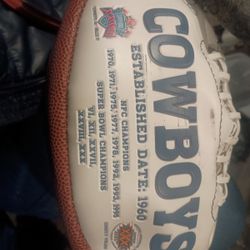 COWBOYS
ESTABLISHED DATE: 1960
NFC CHAMPIONS
1970, 1971, 1975, 1977, 1978, 1992, 1993, 1995
SUPER BOWL CHAMPIONS
VI, XII, XXVII,
XXVIII, XXX